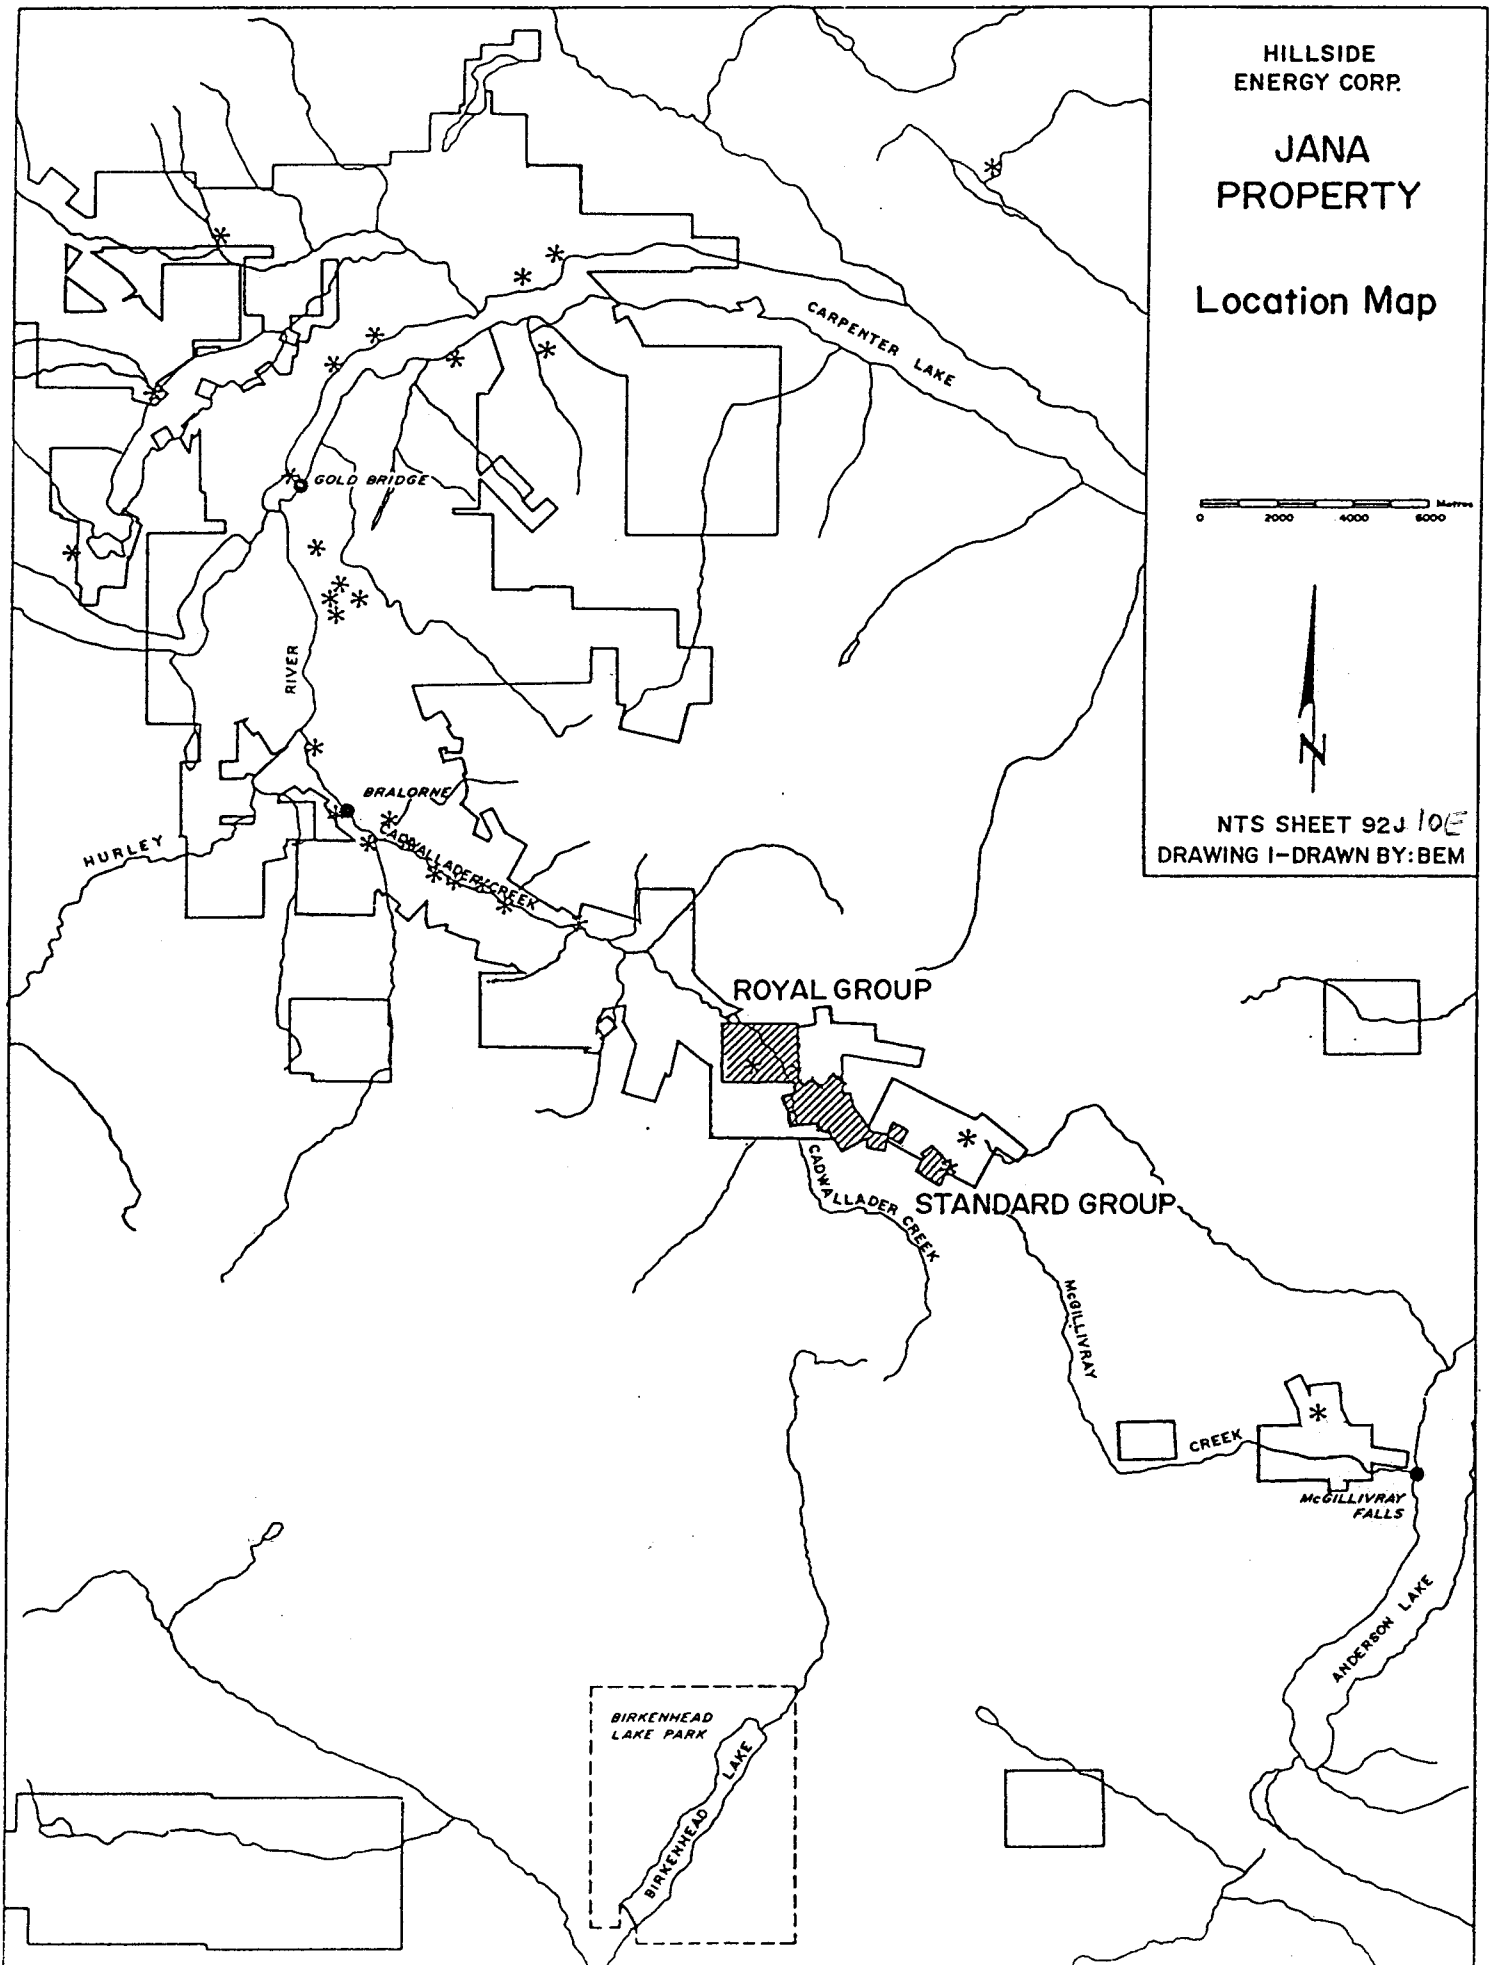 HILLSIDE
ENERGY CORP.
JANA
PROPERTY
Location Map
CARPENTER LAKE
Metres
0 2000 4000 6000
GOLD BRIDGE
RIVER
N
BRALORNE
NTS SHEET 92J 10E
DRAWING 1-DRAWN BY: BEM
HURLEY
CADWALLADER CREEK
ROYAL GROUP
CADWALLADER CREEK
STANDARD GROUP
McGILLIVRAY
CREEK
McGILLIVRAY
FALLS
ANDERSON LAKE
BIRKENHEAD
LAKE PARK
BIRKENHEAD LAKE